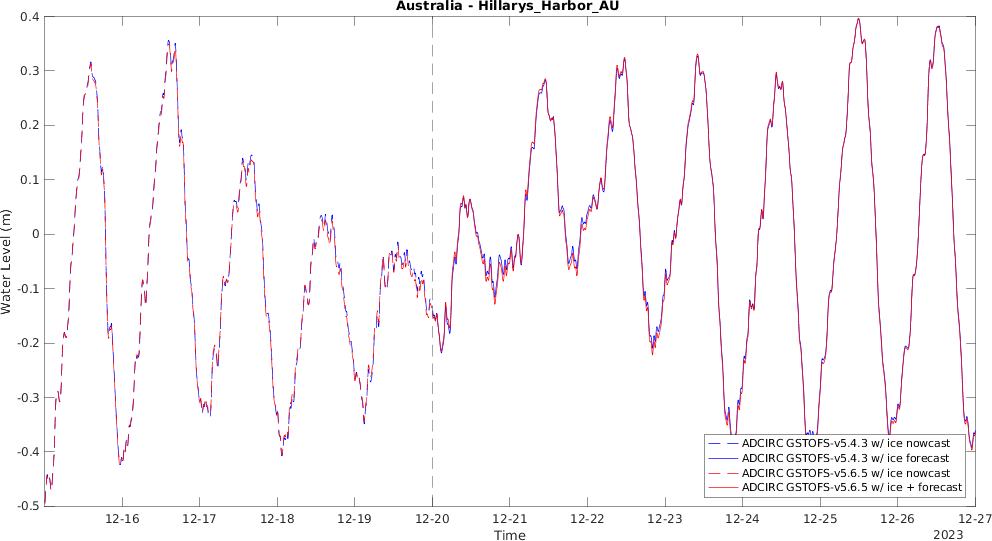 Australia - Hillarys_Harbor_AU
Water Level (m)
0.4
0.3
0.2
0.1
0
-0.1
-0.2
-0.3
-0.4
-0.5
ADCIRC GSTOFS-v5.4.3 w/ ice nowcast
ADCIRC GSTOFS-v5.4.3 w/ ice forecast
ADCIRC GSTOFS-v5.6.5 w/ ice nowcast
ADCIRC GSTOFS-v5.6.5 w/ ice + forecast
12-16 12-17 12-18 12-19 12-20 12-21 12-22 12-23 12-24 12-25 12-26 12-27
Time
2023